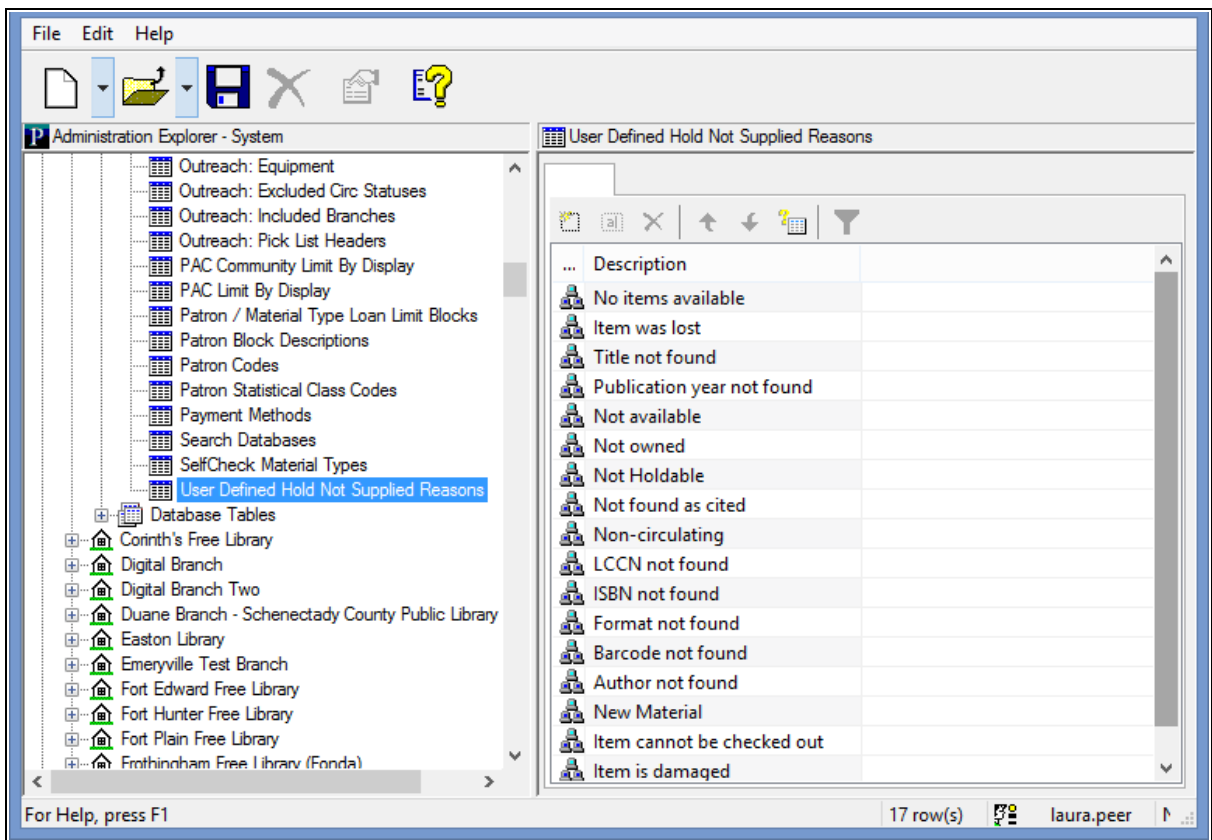 File Edit Help
Administration Explorer - System
Outreach: Equipment
Outreach: Excluded Circ Statuses
Outreach: Included Branches
Outreach: Pick List Headers
PAC Community Limit By Display
PAC Limit By Display
Patron / Material Type Loan Limit Blocks
Patron Block Descriptions
Patron Codes
Patron Statistical Class Codes
Payment Methods
Search Databases
SelfCheck Material Types
User Defined Hold Not Supplied Reasons
Database Tables
Corinth's Free Library
Digital Branch
Digital Branch Two
Duane Branch - Schenectady County Public Library
Easton Library
Emeryville Test Branch
Fort Edward Free Library
Fort Hunter Free Library
Fort Plain Free Library
Frothingham Free Library (Fonda)
User Defined Hold Not Supplied Reasons
... Description
No items available
Item was lost
Title not found
Publication year not found
Not available
Not owned
Not Holdable
Not found as cited
Non-circulating
LCCN not found
ISBN not found
Format not found
Barcode not found
Author not found
New Material
Item cannot be checked out
Item is damaged
For Help, press F1 17 row(s) laura.peer